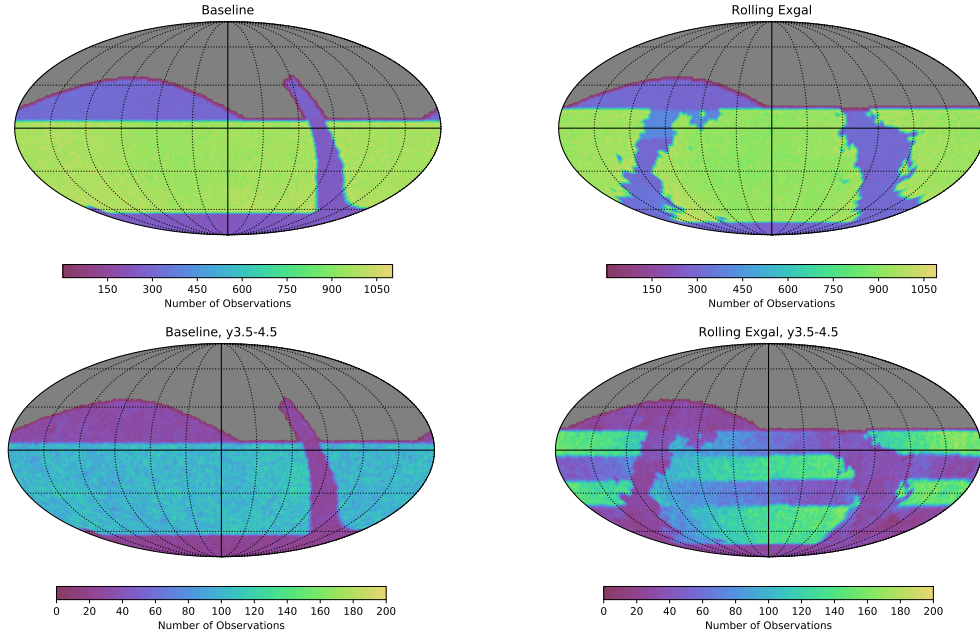 Baseline
Rolling Exgal
150 300 450 600 750 900 1050
150 300 450 600 750 900 1050
Number of Observations
Number of Observations
Baseline, y3.5-4.5
Rolling Exgal, y3.5-4.5
0 20 40 60 80 100 120 140 160 180 200
0 20 40 60 80 100 120 140 160 180 200
Number of Observations
Number of Observations